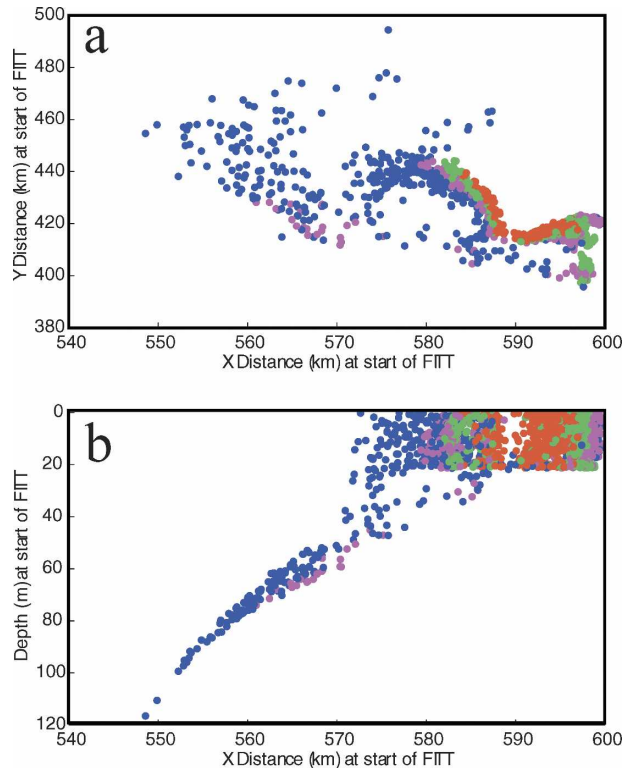 a
500
480
460
440
420
400
380
Y Distance (km) at start of FITT
540 550 560 570 580 590 600
X Distance (km) at start of FITT
b
0
20
40
60
80
100
120
Depth (m) at start of FITT
540 550 560 570 580 590 600
X Distance (km) at start of FITT